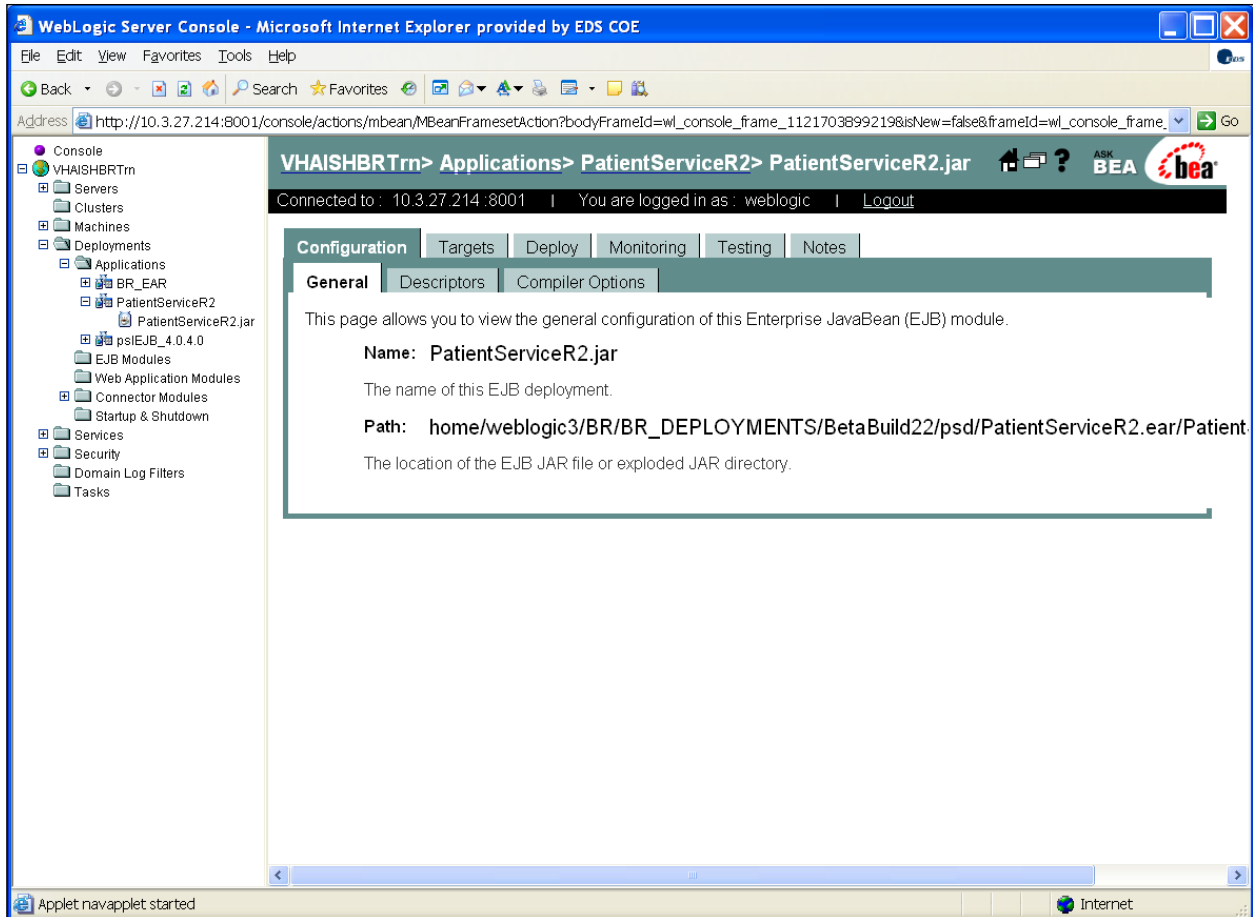 WebLogic Server Console - Microsoft Internet Explorer provided by EDS COE
File Edit View Favorites Tools Help
EDS
Back Search Favorites
Address http://10.3.27.214:8001/console/actions/mbean/MBeanFramesetAction?bodyFrameId=wl_console_frame_1121703899219&isNew=false&frameId=wl_console_frame_ Go
Console
VHAISHBRTrn
Servers
Clusters
Machines
Deployments
Applications
BR_EAR
PatientServiceR2
PatientServiceR2.jar
pslEJB_4.0.4.0
EJB Modules
Web Application Modules
Connector Modules
Startup & Shutdown
Services
Security
Domain Log Filters
Tasks
VHAISHBRTrn> Applications> PatientServiceR2> PatientServiceR2.jar ? ASK BEA bea
Connected to : 10.3.27.214 :8001 | You are logged in as : weblogic | Logout
Configuration Targets Deploy Monitoring Testing Notes
General Descriptors Compiler Options
This page allows you to view the general configuration of this Enterprise JavaBean (EJB) module.
Name: PatientServiceR2.jar
The name of this EJB deployment.
Path: home/weblogic3/BR/BR_DEPLOYMENTS/BetaBuild22/psd/PatientServiceR2.ear/Patient
The location of the EJB JAR file or exploded JAR directory.
Applet navapplet started Internet